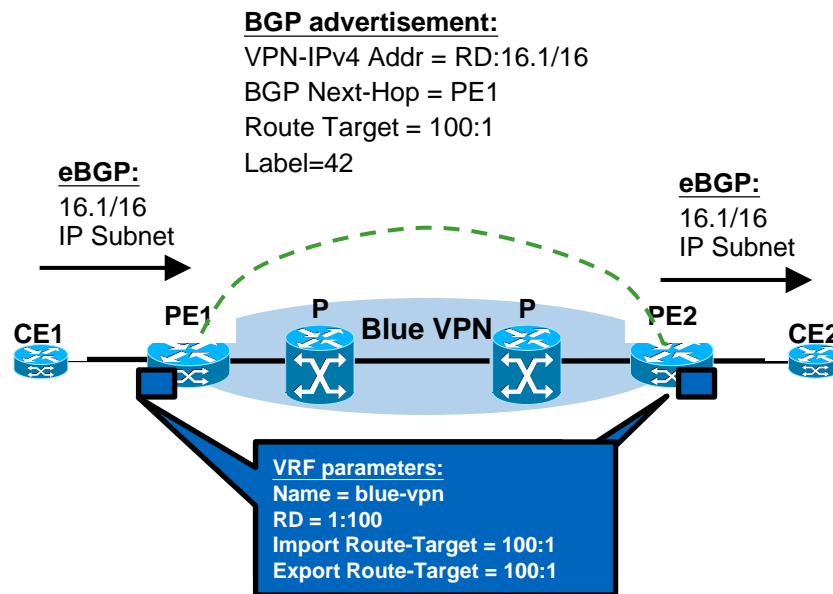 BGP advertisement:
VPN-IPv4 Addr = RD:16.1/16
BGP Next-Hop = PE1
Route Target = 100:1
Label=42
eBGP:
16.1/16
IP Subnet
eBGP:
16.1/16
IP Subnet
CE1
PE1
P
Blue VPN
P
PE2
CE2
VRF parameters:
Name = blue-vpn
RD = 1:100
Import Route-Target = 100:1
Export Route-Target = 100:1